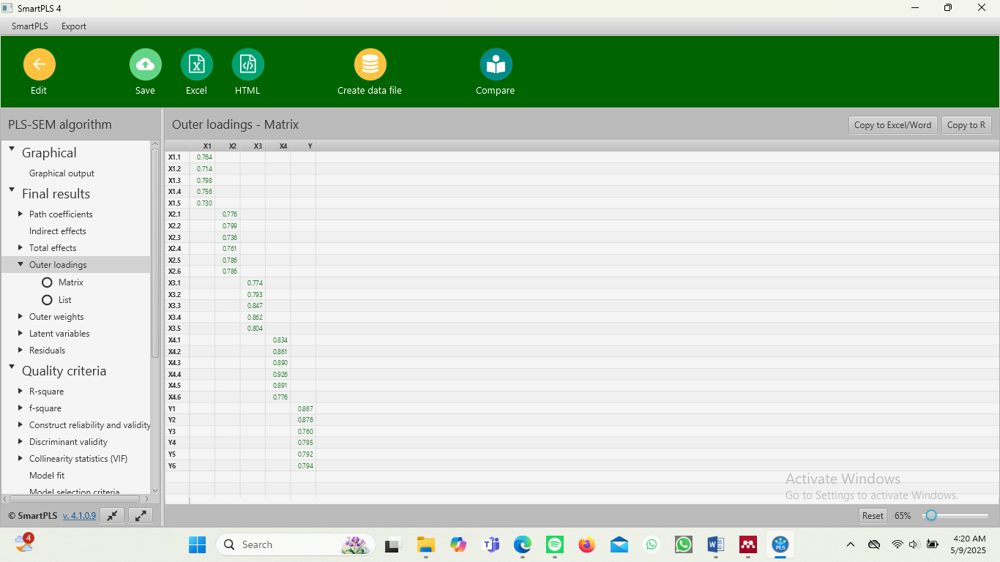 SmartPLS 4
SmartPLS Export
Edit Save Excel HTML Create data file Compare
PLS-SEM algorithm
Graphical
Graphical output
Final results
Path coefficients
Indirect effects
Total effects
Outer loadings
Matrix
List
Outer weights
Latent variables
Residuals
Quality criteria
R-square
f-square
Construct reliability and validity
Discriminant validity
Collinearity statistics (VIF)
Model fit
Model selection criteria
© SmartPLS v. 4.1.0.9
Outer loadings - Matrix Copy to Excel/Word Copy to R
X1 X2 X3 X4 Y
X1.1 0.764
X1.2 0.714
X1.3 0.798
X1.4 0.756
X1.5 0.730
X2.1 0.776
X2.2 0.799
X2.3 0.736
X2.4 0.761
X2.5 0.786
X2.6 0.786
X3.1 0.774
X3.2 0.793
X3.3 0.847
X3.4 0.862
X3.5 0.804
X4.1 0.834
X4.2 0.861
X4.3 0.890
X4.4 0.926
X4.5 0.891
X4.6 0.776
Y1 0.867
Y2 0.876
Y3 0.760
Y4 0.795
Y5 0.792
Y6 0.794
Activate Windows
Go to Settings to activate Windows.
Reset 65%
4 Search PLS 4:20 AM
5/9/2025